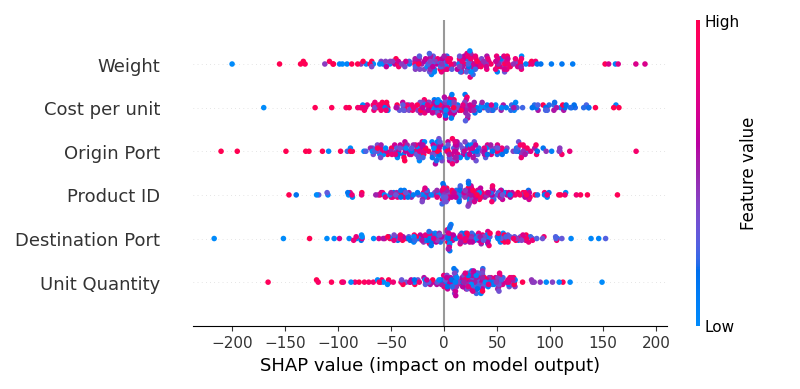 High
Weight
Cost per unit
Origin Port
Product ID
Destination Port
Unit Quantity
Feature value
Low
−200 −150 −100 −50 0 50 100 150 200
SHAP value (impact on model output)